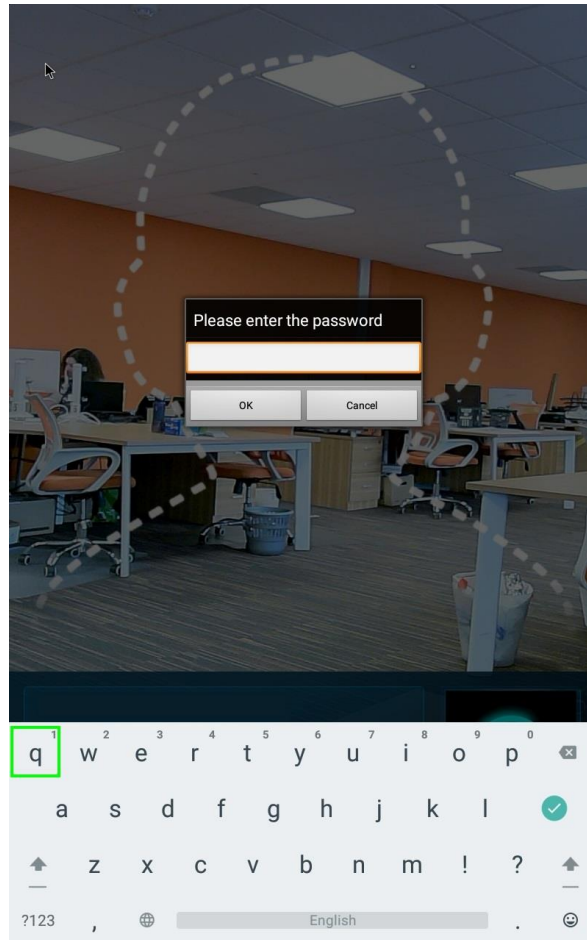 Please enter the password
OK Cancel
1 2 3 4 5 6 7 8 9 0
q w e r t y u i o p
a s d f g h j k l
z x c v b n m ! ?
?123 , English .